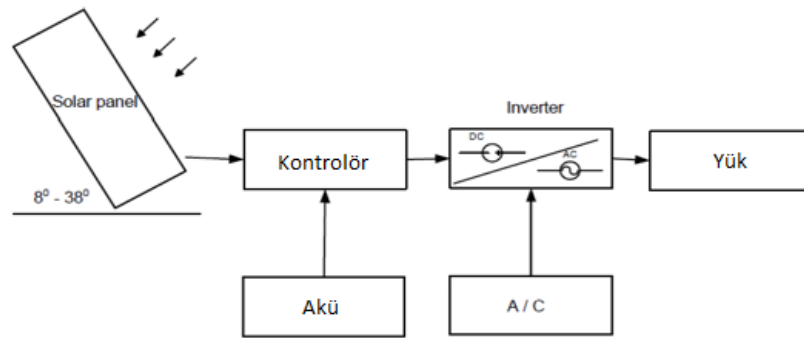 Solar panel
8⁰ - 38⁰
Kontrolör
Inverter
DC
AC
Yük
Akü
A / C